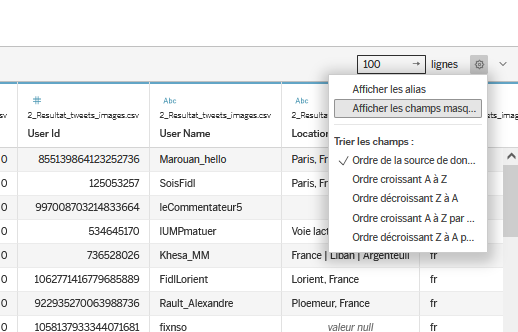 100 → lignes
Afficher les alias
Afficher les champs masq...
Trier les champs :
Ordre de la source de don...
Ordre croissant A à Z
Ordre décroissant Z à A
Ordre croissant A à Z par ...
Ordre décroissant Z à A p...
# Abc Abc
sv 2_Resultat_tweets_images.csv 2_Resultat_tweets_images.csv 2_Resul ets_images.
User Id User Name Location
0 855139864123252736 Marouan_hello Paris, Fr
0 125053257 SoisFidl Paris, Fr
0 997008703214833664 leCommentateur5
0 534645170 IUMPmatuer Voie lact
0 736528026 Khesa_MM France | Liban | Argenteuil fr
0 1062771416779685889 FidlLorient Lorient, France fr
0 922935270063988736 Rault_Alexandre Ploemeur, France fr
0 1058137933344071681 fixnso valeur null fr